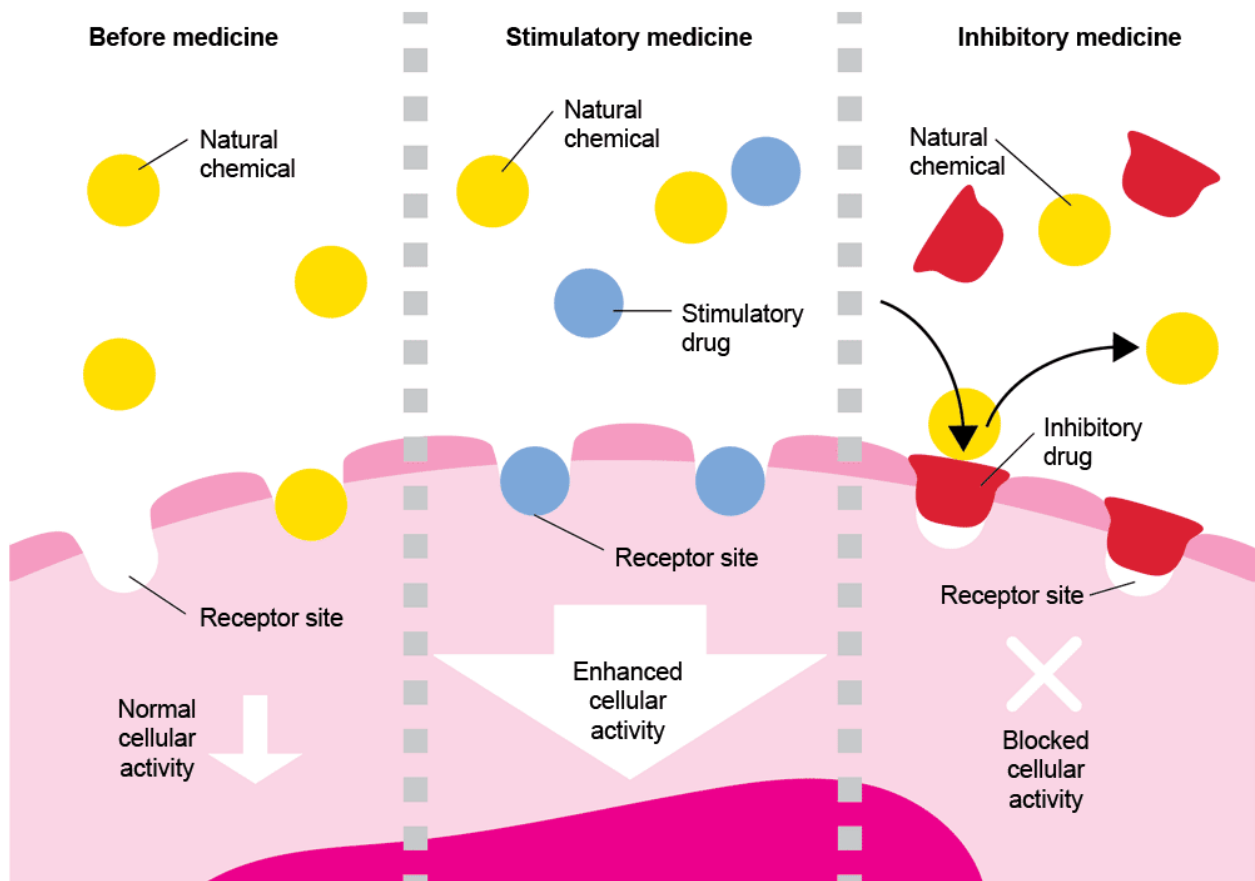 Before medicine
Natural
chemical
Receptor site
Normal
cellular
activity
Stimulatory medicine
Natural
chemical
Stimulatory
drug
Receptor site
Enhanced
cellular
activity
Inhibitory medicine
Natural
chemical
Inhibitory
drug
Receptor site
Blocked
cellular
activity